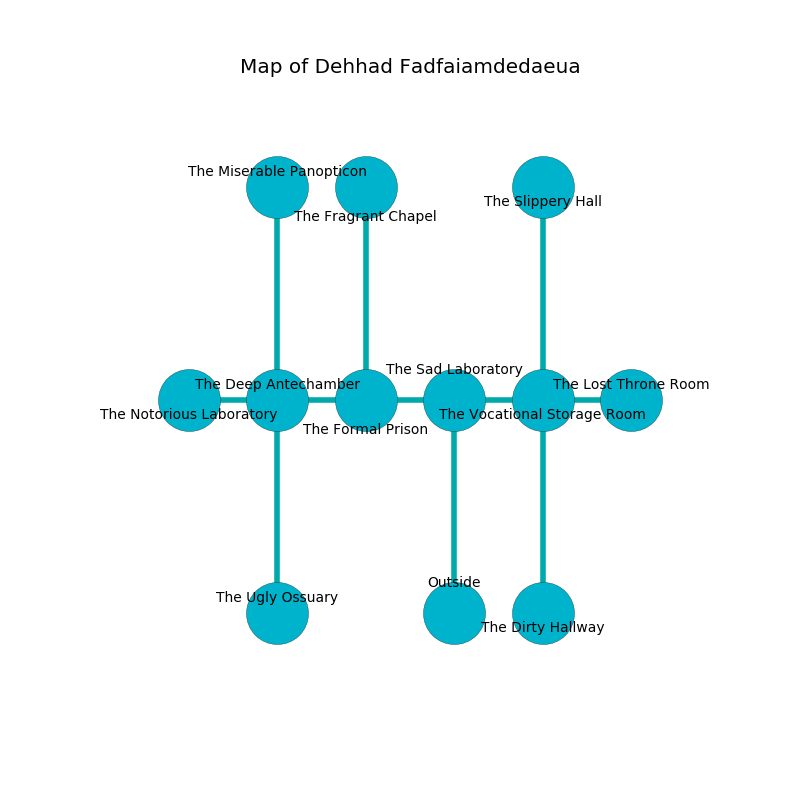 Map of Dehhad Fadfaiamdedaeua
The Miserable Panopticon
The Fragrant Chapel
The Slippery Hall
The Sad Laboratory
The Deep Antechamber
The Lost Throne Room
The Notorious Laboratory
The Vocational Storage Room
The Formal Prison
Outside
The Ugly Ossuary
The Dirty Hallway